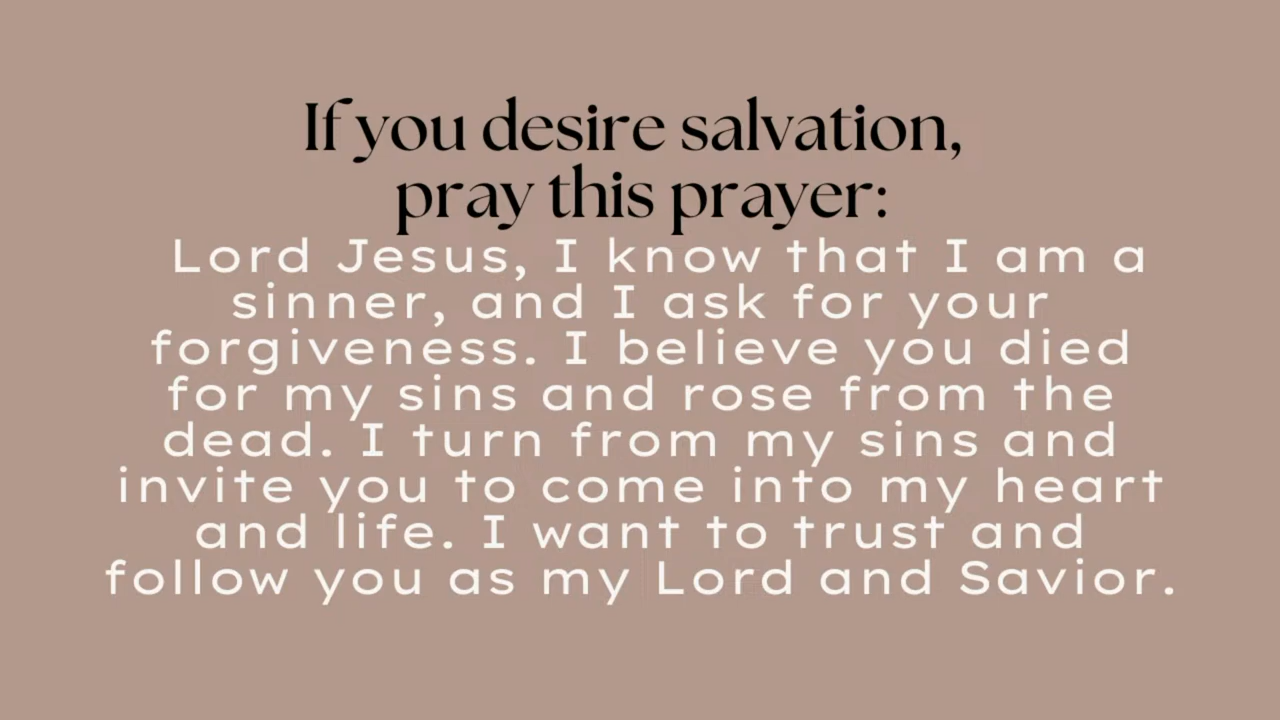 If you desire salvation,
pray this prayer:
Lord Jesus, I know that I am a
sinner, and I ask for your
forgiveness. I believe you died
for my sins and rose from the
dead. I turn from my sins and
invite you to come into my heart
and life. I want to trust and
follow you as my Lord and Savior.